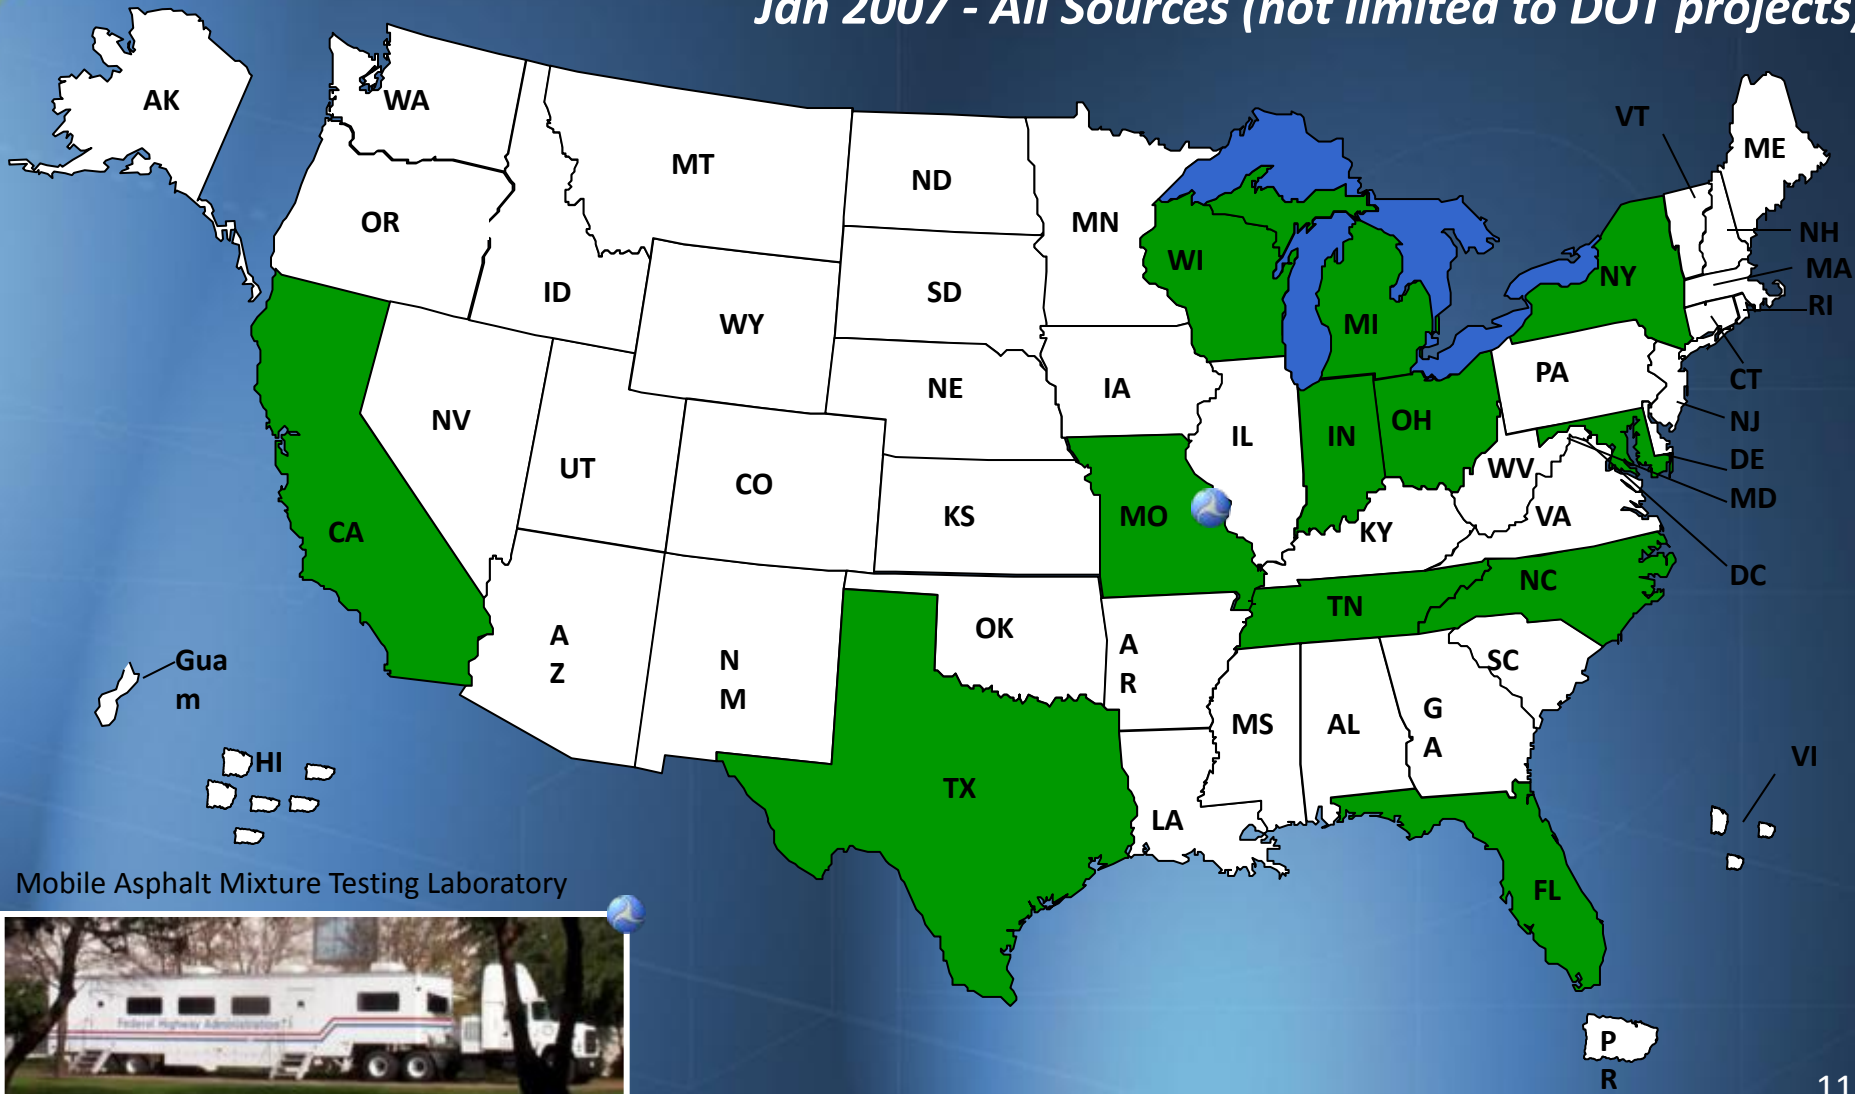 Jan 2007 - All Sources (not limited to DOT projects)
AK
WA
MT
ND
MN
VT
ME
OR
ID
WY
SD
WI
MI
NY
NH
MA
RI
NV
UT
CO
NE
KS
IA
MO
IL
IN
OH
PA
CT
NJ
DE
MD
DC
WV
VA
KY
CA
A
Z
N
M
OK
A
R
TN
NC
SC
Gua
m
HI
TX
LA
MS
AL
G
A
FL
VI
P
R
Mobile Asphalt Mixture Testing Laboratory
Federal Highway Administration
11